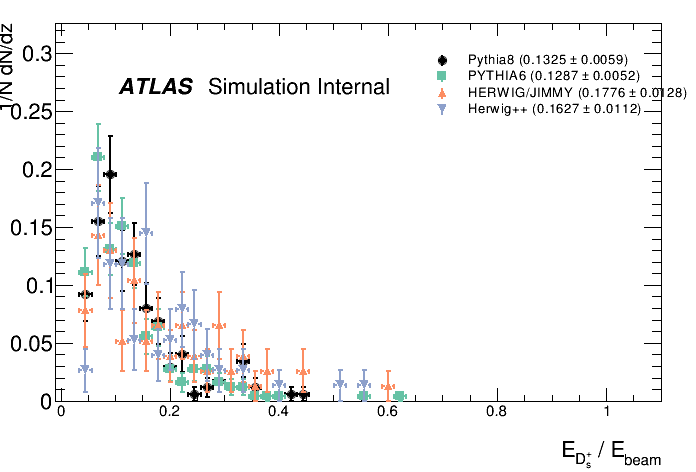 1/N dN/dz
ATLAS Simulation Internal
Pythia8 (0.1325 ± 0.0059)
PYTHIA6 (0.1287 ± 0.0052)
HERWIG/JIMMY (0.1776 ± 0.0128)
Herwig++ (0.1627 ± 0.0112)
0.3
0.25
0.2
0.15
0.1
0.05
0
0 0.2 0.4 0.6 0.8 1
E_{D_s^+} / E_{beam}